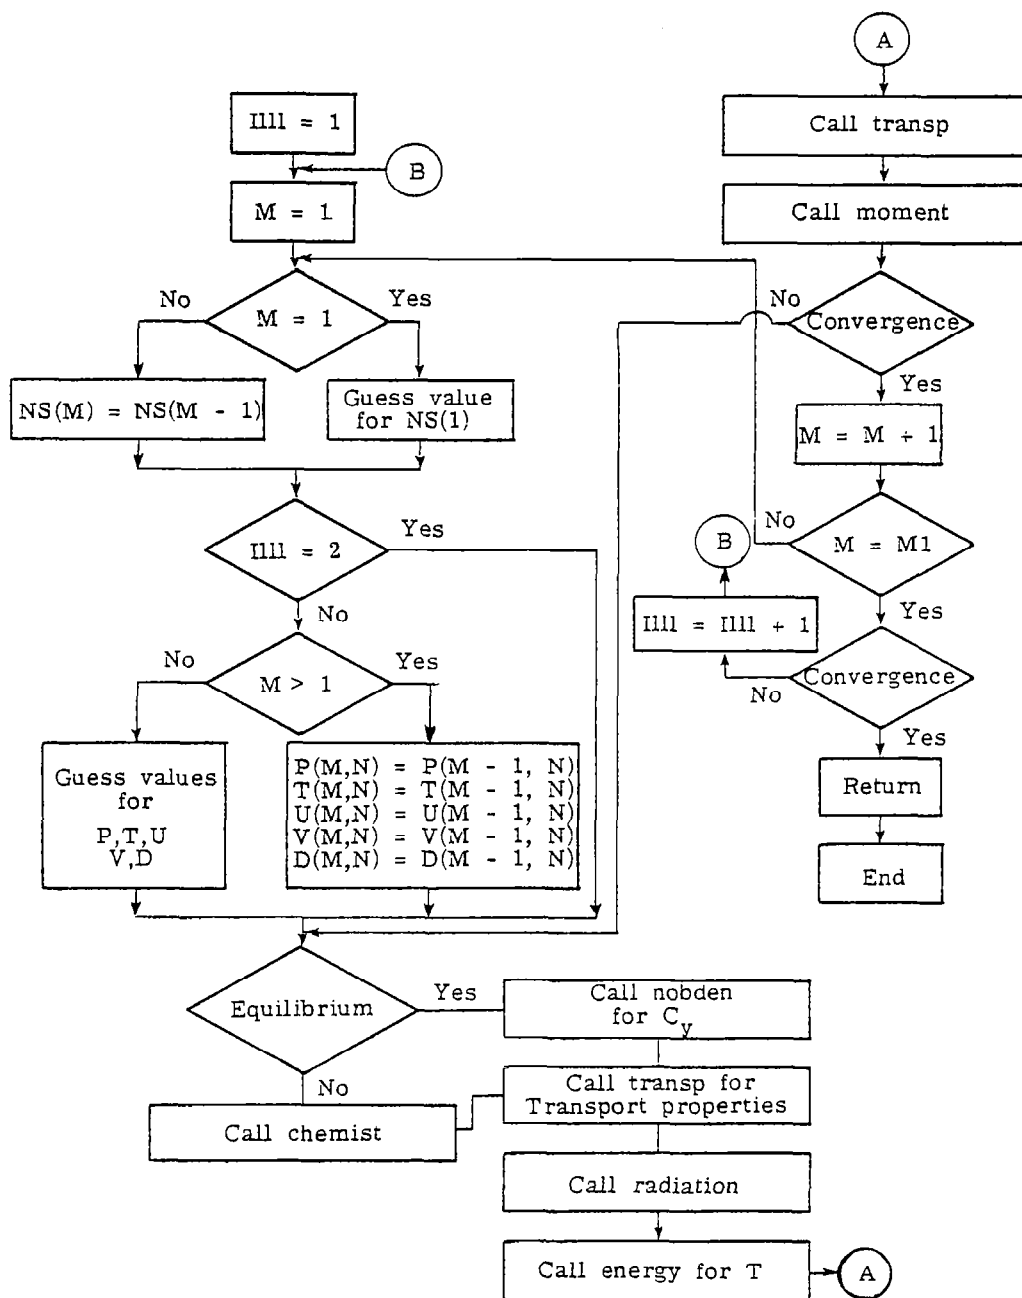 Illl = 1
B
M = 1
M = 1
No
Yes
NS(M) = NS(M - 1)
Guess value
for NS(1)
Illl = 2
Yes
No
M > 1
No
Yes
Guess values
for
P,T,U
V,D
P(M,N) = P(M - 1, N)
T(M,N) = T(M - 1, N)
U(M,N) = U(M - 1, N)
V(M,N) = V(M - 1, N)
D(M,N) = D(M - 1, N)
Equilibrium
Yes
No
Call nobden
for Cy
Call chemist
Call transp for
Transport properties
Call radiation
Call energy for T
A
A
Call transp
Call moment
No
Convergence
Yes
M = M + 1
No
M = M1
B
Yes
Illl = Illl + 1
Convergence
No
Yes
Return
End